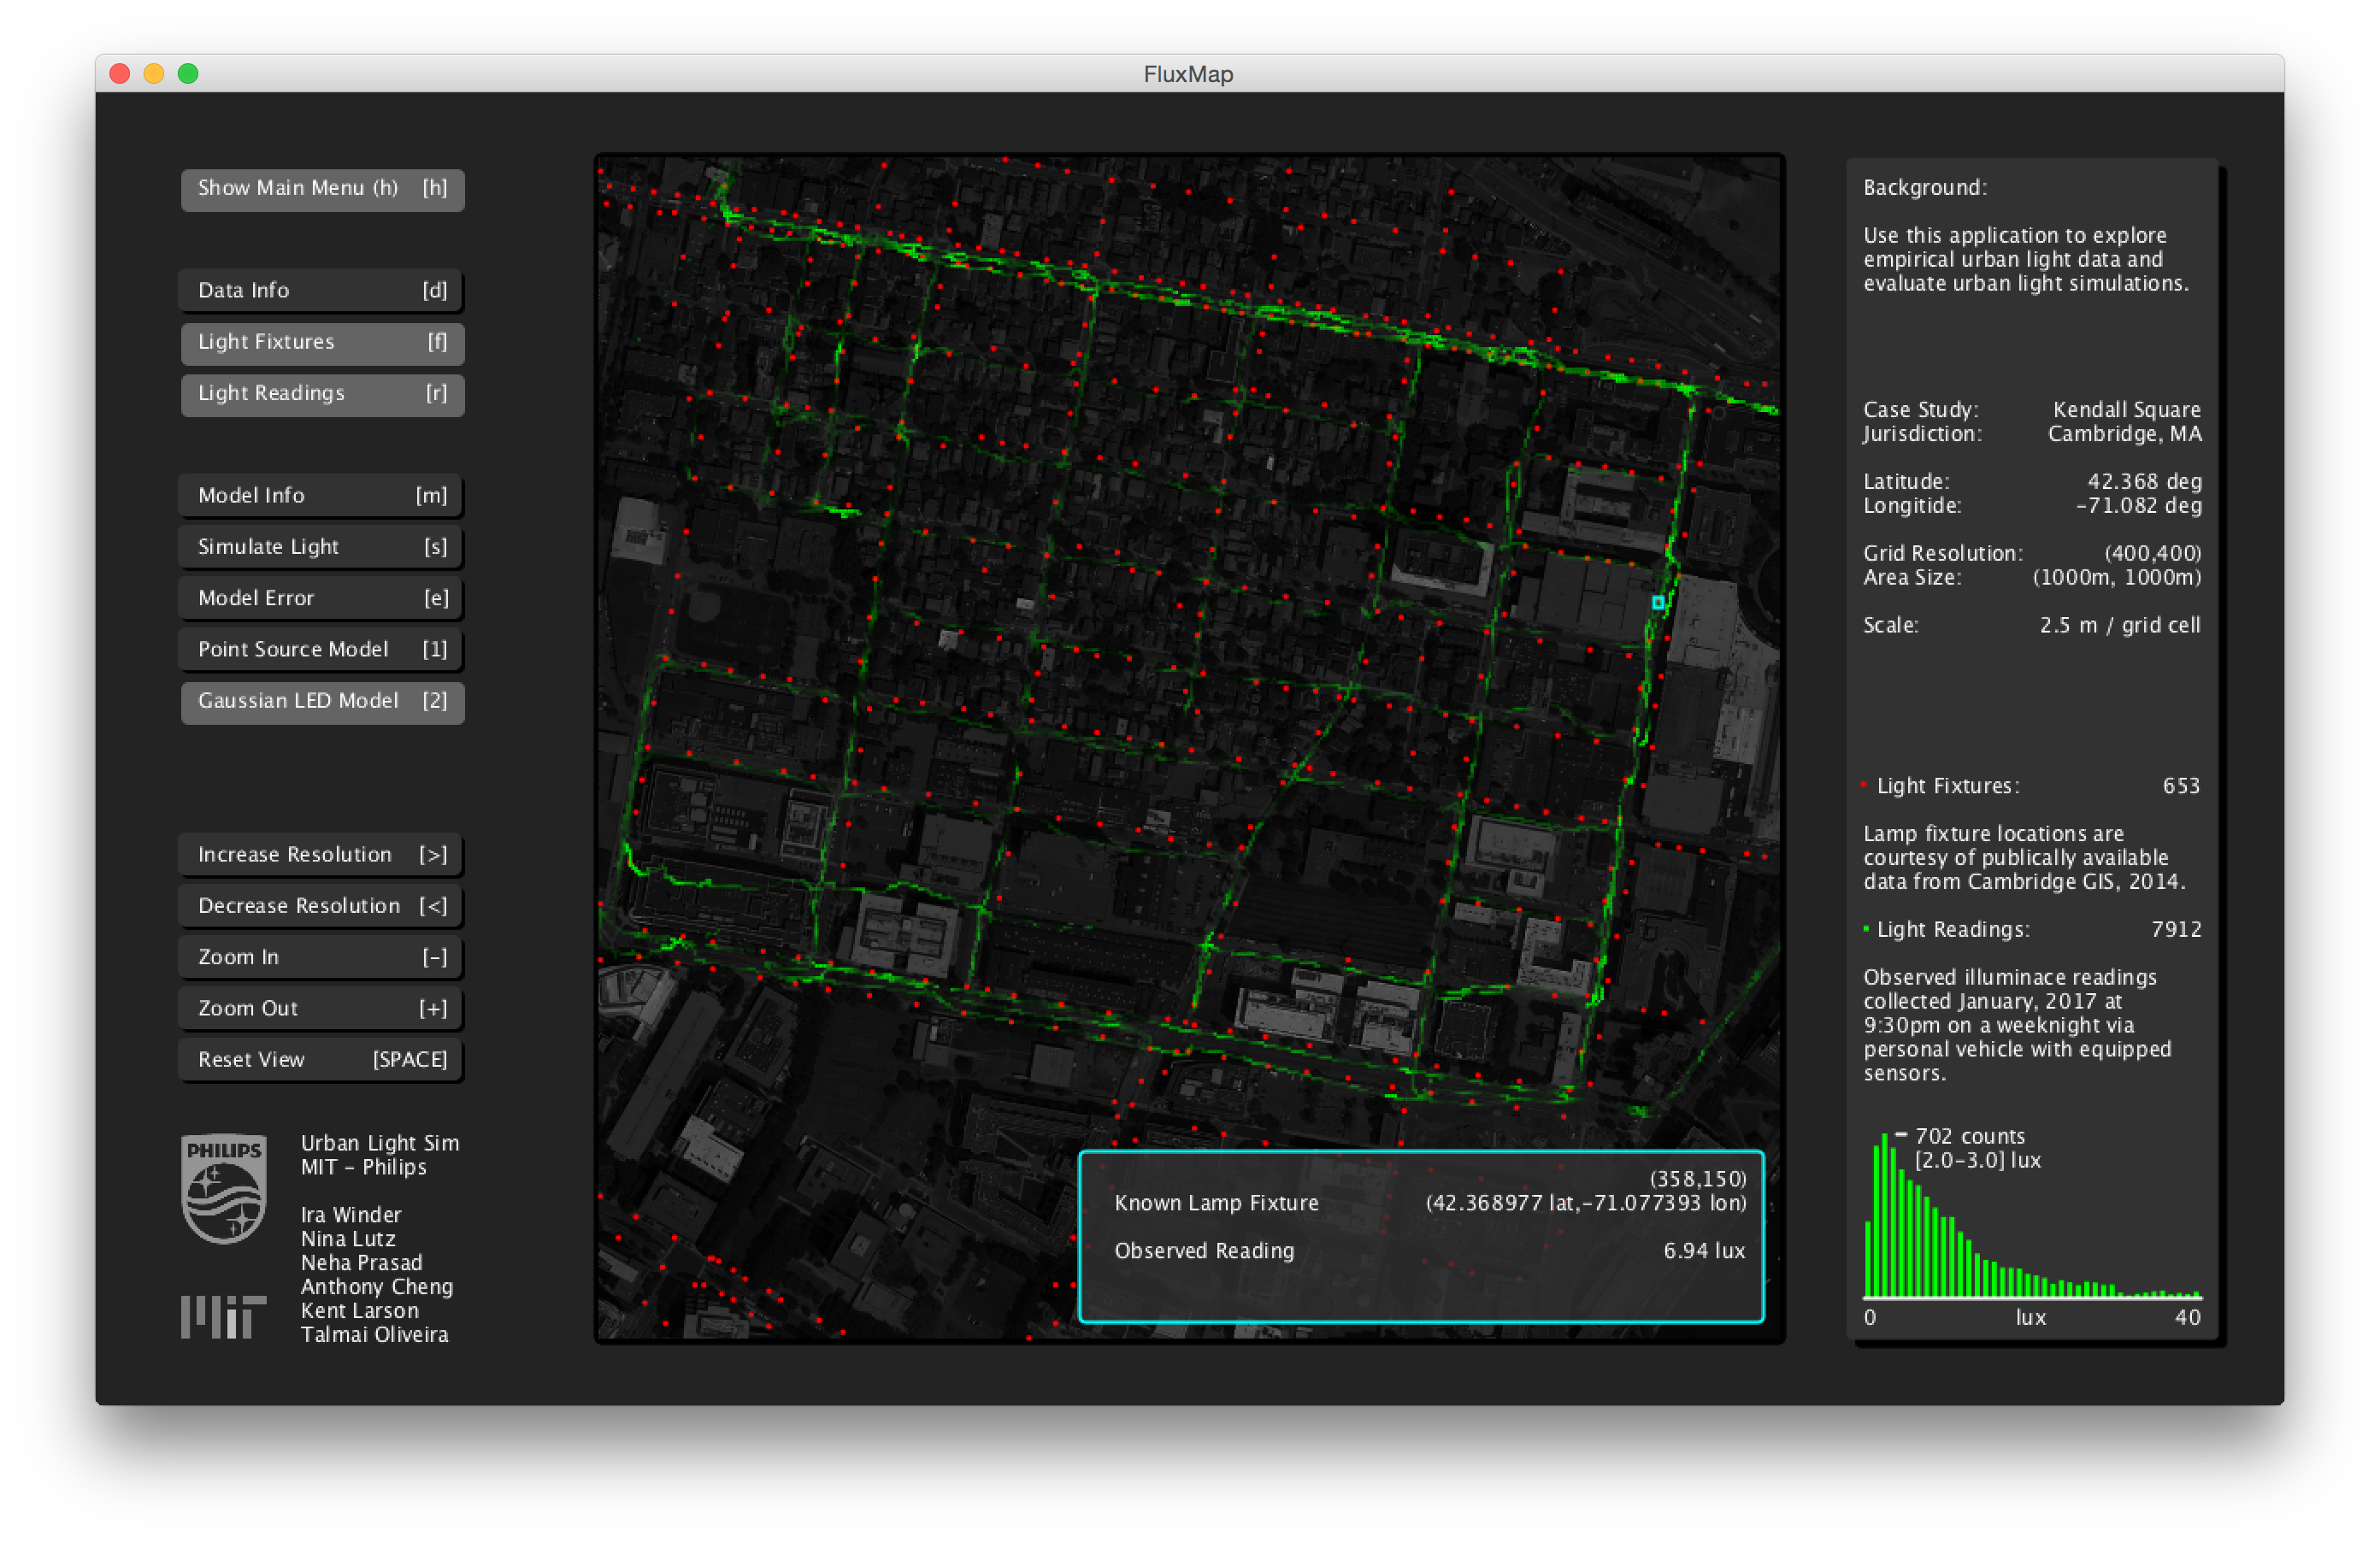 FluxMap
Show Main Menu (h) [h]
Data Info [d]
Light Fixtures [f]
Light Readings [r]
Model Info [m]
Simulate Light [s]
Model Error [e]
Point Source Model [1]
Gaussian LED Model [2]
Increase Resolution [>]
Decrease Resolution [<]
Zoom In [-]
Zoom Out [+]
Reset View [SPACE]
PHILIPS
MIT
Urban Light Sim
MIT - Philips
Ira Winder
Nina Lutz
Neha Prasad
Anthony Cheng
Kent Larson
Talmai Oliveira
(358,150)
Known Lamp Fixture (42.368977 lat,-71.077393 lon)
Observed Reading 6.94 lux
Background:
Use this application to explore
empirical urban light data and
evaluate urban light simulations.
Case Study: Kendall Square
Jurisdiction: Cambridge, MA
Latitude: 42.368 deg
Longitide: -71.082 deg
Grid Resolution: (400,400)
Area Size: (1000m, 1000m)
Scale: 2.5 m / grid cell
Light Fixtures: 653
Lamp fixture locations are
courtesy of publically available
data from Cambridge GIS, 2014.
Light Readings: 7912
Observed illuminace readings
collected January, 2017 at
9:30pm on a weeknight via
personal vehicle with equipped
sensors.
702 counts
[2.0-3.0] lux
0 lux 40